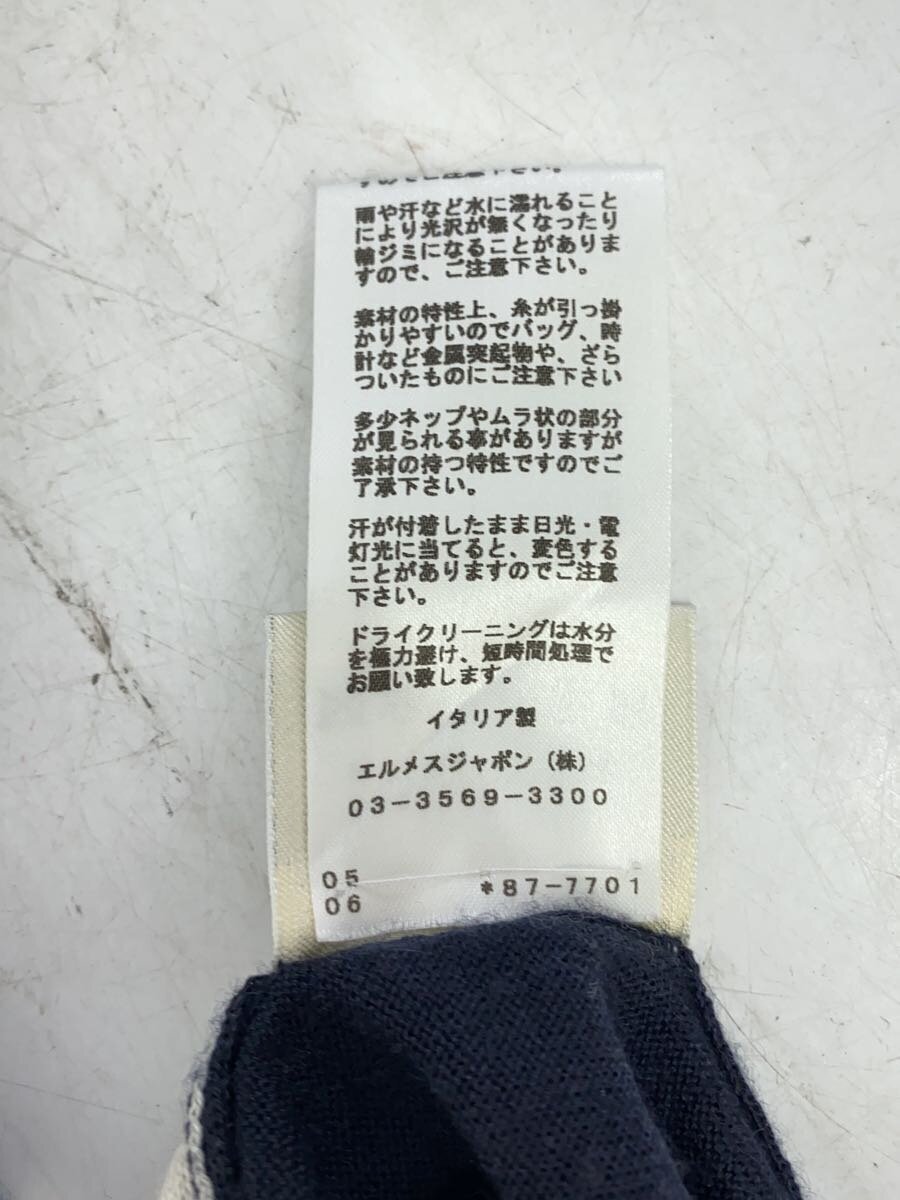 ご注意下さい。
雨や汗など水に濡れること
により光沢が無くなったり
輪ジミになることがありま
すので、ご注意下さい。
素材の特性上、糸が引っ掛
かりやすいのでバッグ、時
計など金属突起物や、ざら
ついたものにご注意下さい
多少ネップやムラ状の部分
が見られる事がありますが
素材の持つ特性ですのでご
了承下さい。
汗が付着したまま日光・電
灯光に当てると、変色する
ことがありますのでご注意
下さい。
ドライクリーニングは水分
を極力避け、短時間処理で
お願い致します。
イタリア製
エルメスジャポン(株)
03-3569-3300
05
*87-7701
06